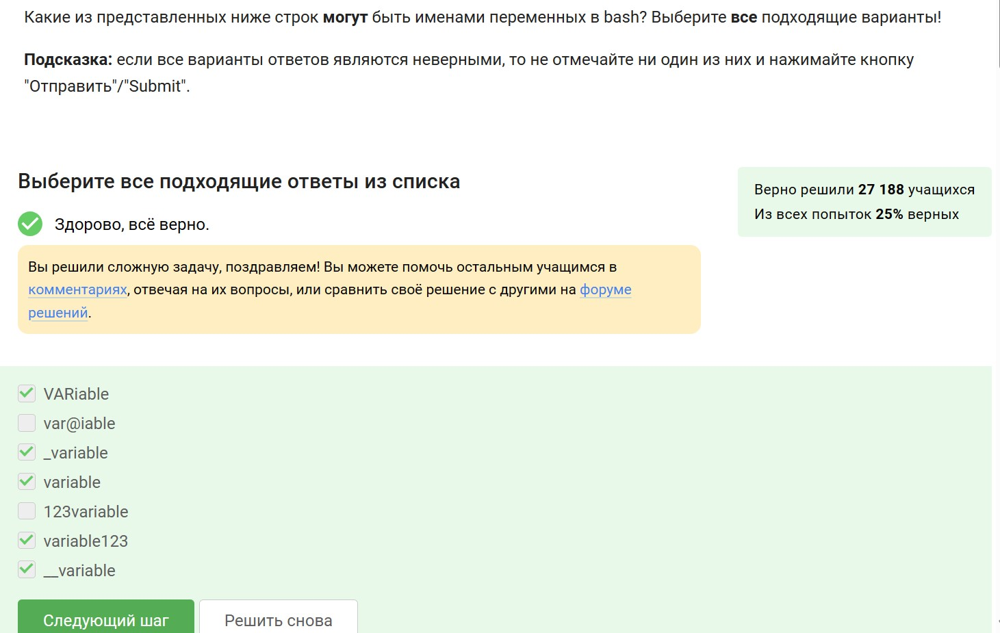 Какие из представленных ниже строк могут быть именами переменных в bash? Выберите все подходящие варианты!
Подсказка: если все варианты ответов являются неверными, то не отмечайте ни один из них и нажимайте кнопку
"Отправить"/"Submit".
Выберите все подходящие ответы из списка
Верно решили 27 188 учащихся
Из всех попыток 25% верных
Здорово, всё верно.
Вы решили сложную задачу, поздравляем! Вы можете помочь остальным учащимся в
комментариях, отвечая на их вопросы, или сравнить своё решение с другими на форуме
решений.
VARiable
var@iable
_variable
variable
123variable
variable123
__variable
Следующий шаг
Решить снова